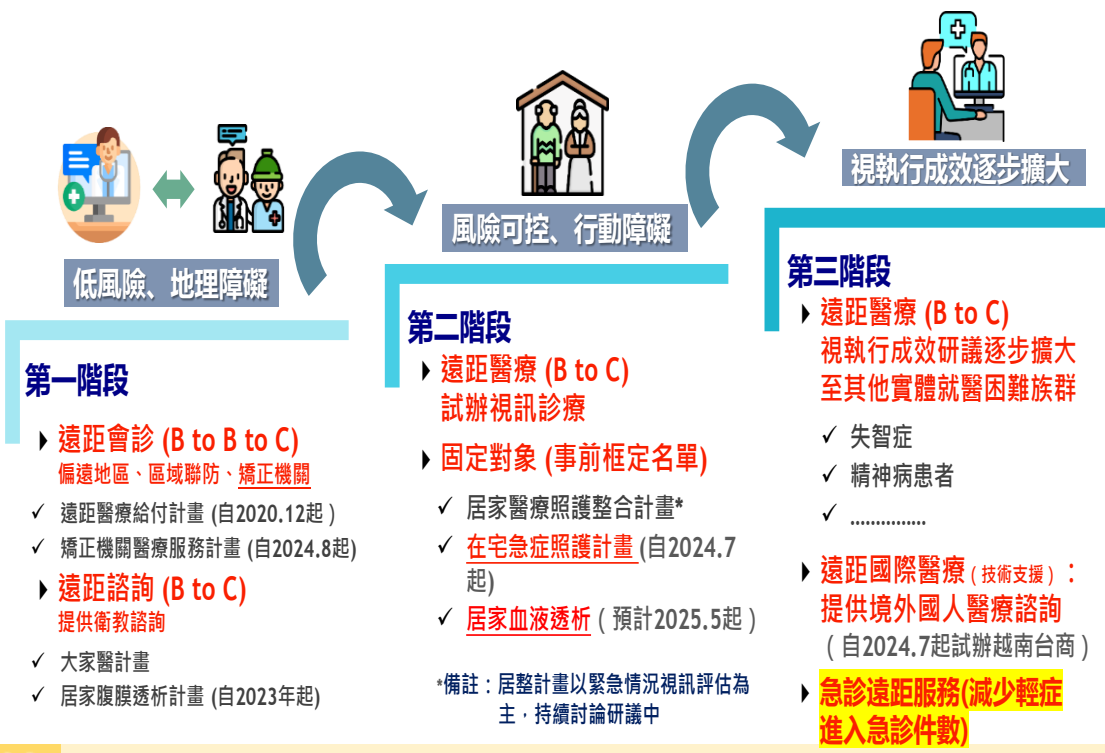 低風險、地理障礙
第一階段
遠距會診 (B to B to C)
偏遠地區、區域聯防、矯正機關
✓ 遠距醫療給付計畫 (自2020.12起 )
✓ 矯正機關醫療服務計畫 (自2024.8起)
遠距諮詢 (B to C)
提供衛教諮詢
✓ 大家醫計畫
✓ 居家腹膜透析計畫 (自2023年起)
風險可控、行動障礙
第二階段
遠距醫療 (B to C)
試辦視訊診療
固定對象 (事前框定名單)
✓ 居家醫療照護整合計畫*
✓ 在宅急症照護計畫 (自2024.7
起)
✓ 居家血液透析 ( 預計2025.5起 )
*備註：居整計畫以緊急情況視訊評估為
主，持續討論研議中
視執行成效逐步擴大
第三階段
遠距醫療 (B to C)
視執行成效研議逐步擴大
至其他實體就醫困難族群
✓ 失智症
✓ 精神病患者
✓ ...............
遠距國際醫療 ( 技術支援 ) ：
提供境外國人醫療諮詢
( 自2024.7起試辦越南台商 )
急診遠距服務(減少輕症
進入急診件數)